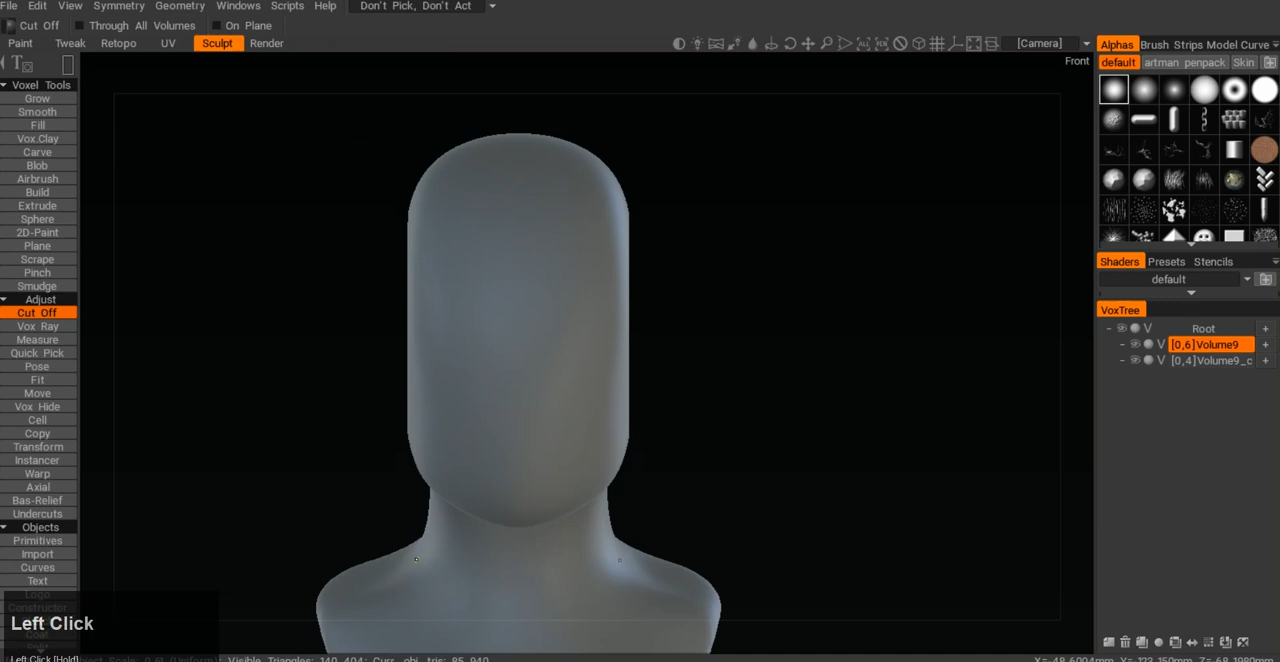 File Edit View Symmetry Geometry Windows Scripts Help Don't Pick, Don't Act
Cut Off Through All Volumes On Plane
Paint Tweak Retopo UV Sculpt Render [Camera] Alphas Brush Strips Model Curve
Front
default artman penpack Skin
Voxel Tools
Grow
Smooth
Fill
Vox.Clay
Carve
Blob
Airbrush
Build
Extrude
Sphere
2D-Paint
Plane
Scrape
Pinch
Smudge
Adjust
Cut Off
Vox Ray
Measure
Quick Pick
Pose
Fit
Move
Vox Hide
Cell
Copy
Transform
Instancer
Warp
Axial
Bas-Relief
Undercuts
Objects
Primitives
Import
Curves
Text
Logo
Constructor
Shaders Presets Stencils
default
VoxTree
Root
[0,6]Volume9
[0,4]Volume9_c
Left Click
Left Click [Hold]